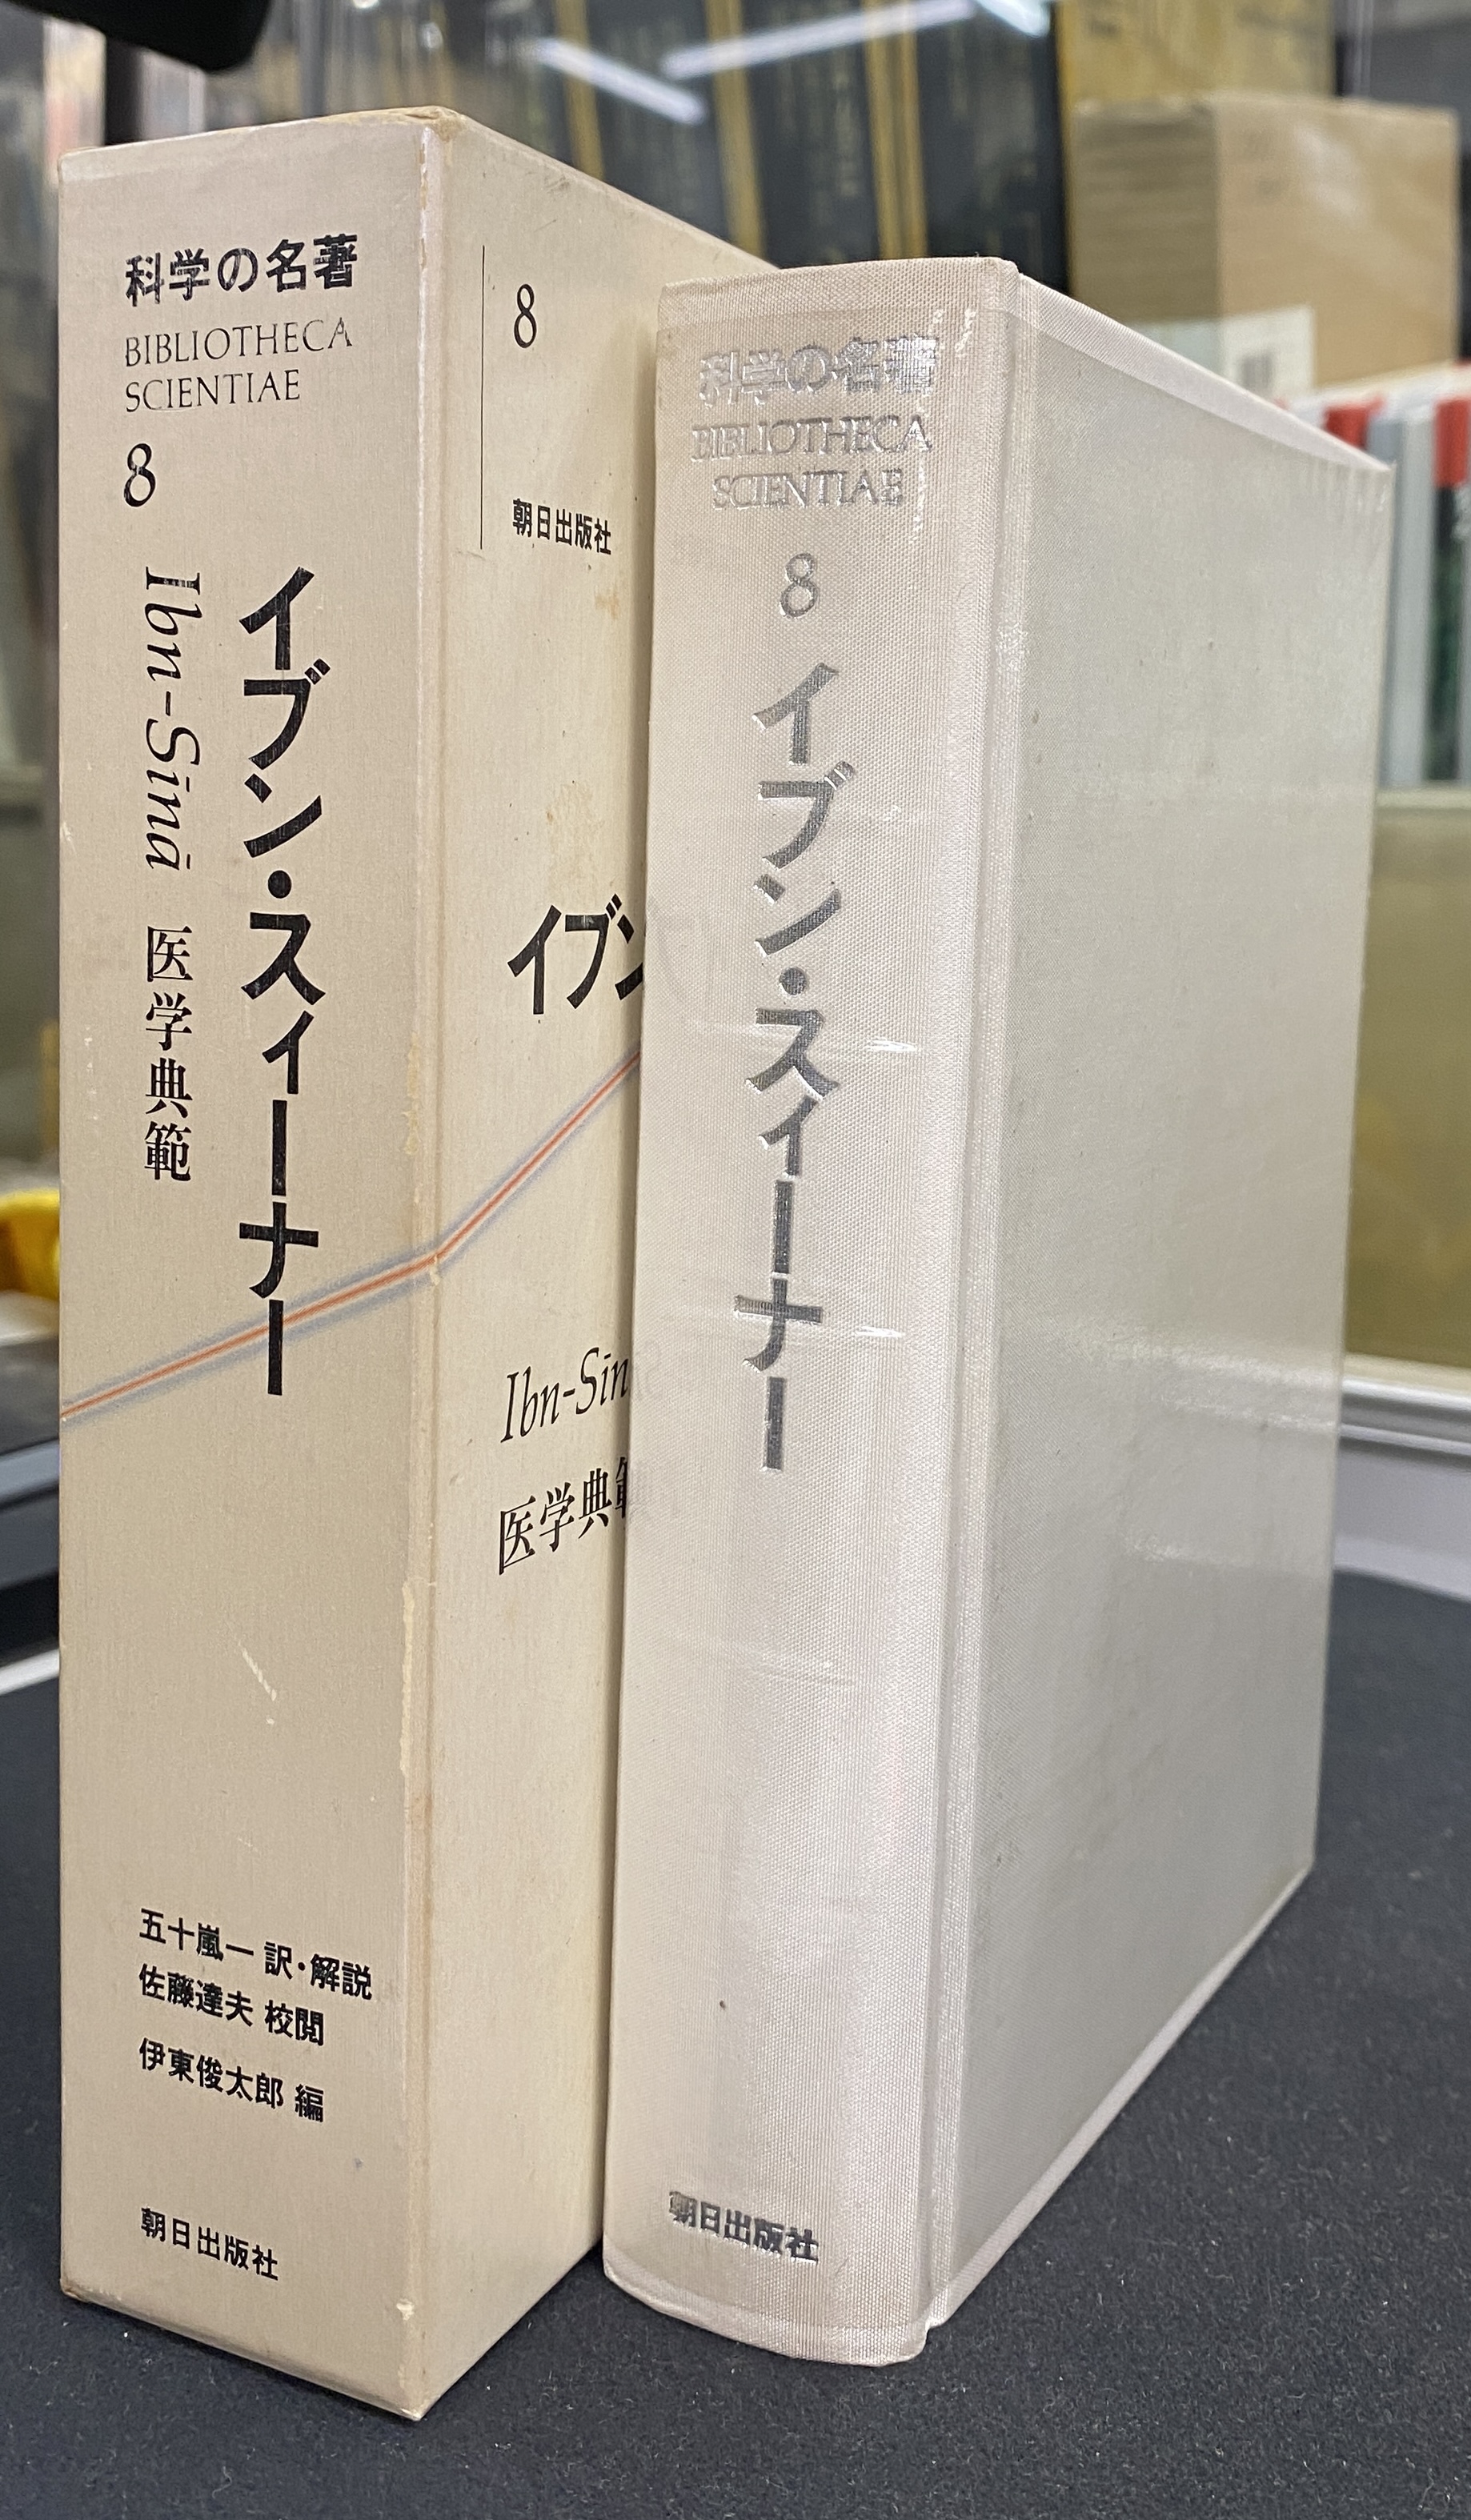 科学の名著
BIBLIOTHECA
SCIENTIAE
8
イブン・スィーナー
Ibn-Sīnā 医学典範
五十嵐一 訳・解説
佐藤達夫 校閲
伊東俊太郎 編
朝日出版社
8
朝日出版社
イブン
Ibn-Sīn
医学典範
科学の名著
BIBLIOTHECA
SCIENTIAE
8
イブン・スィーナー
朝日出版社